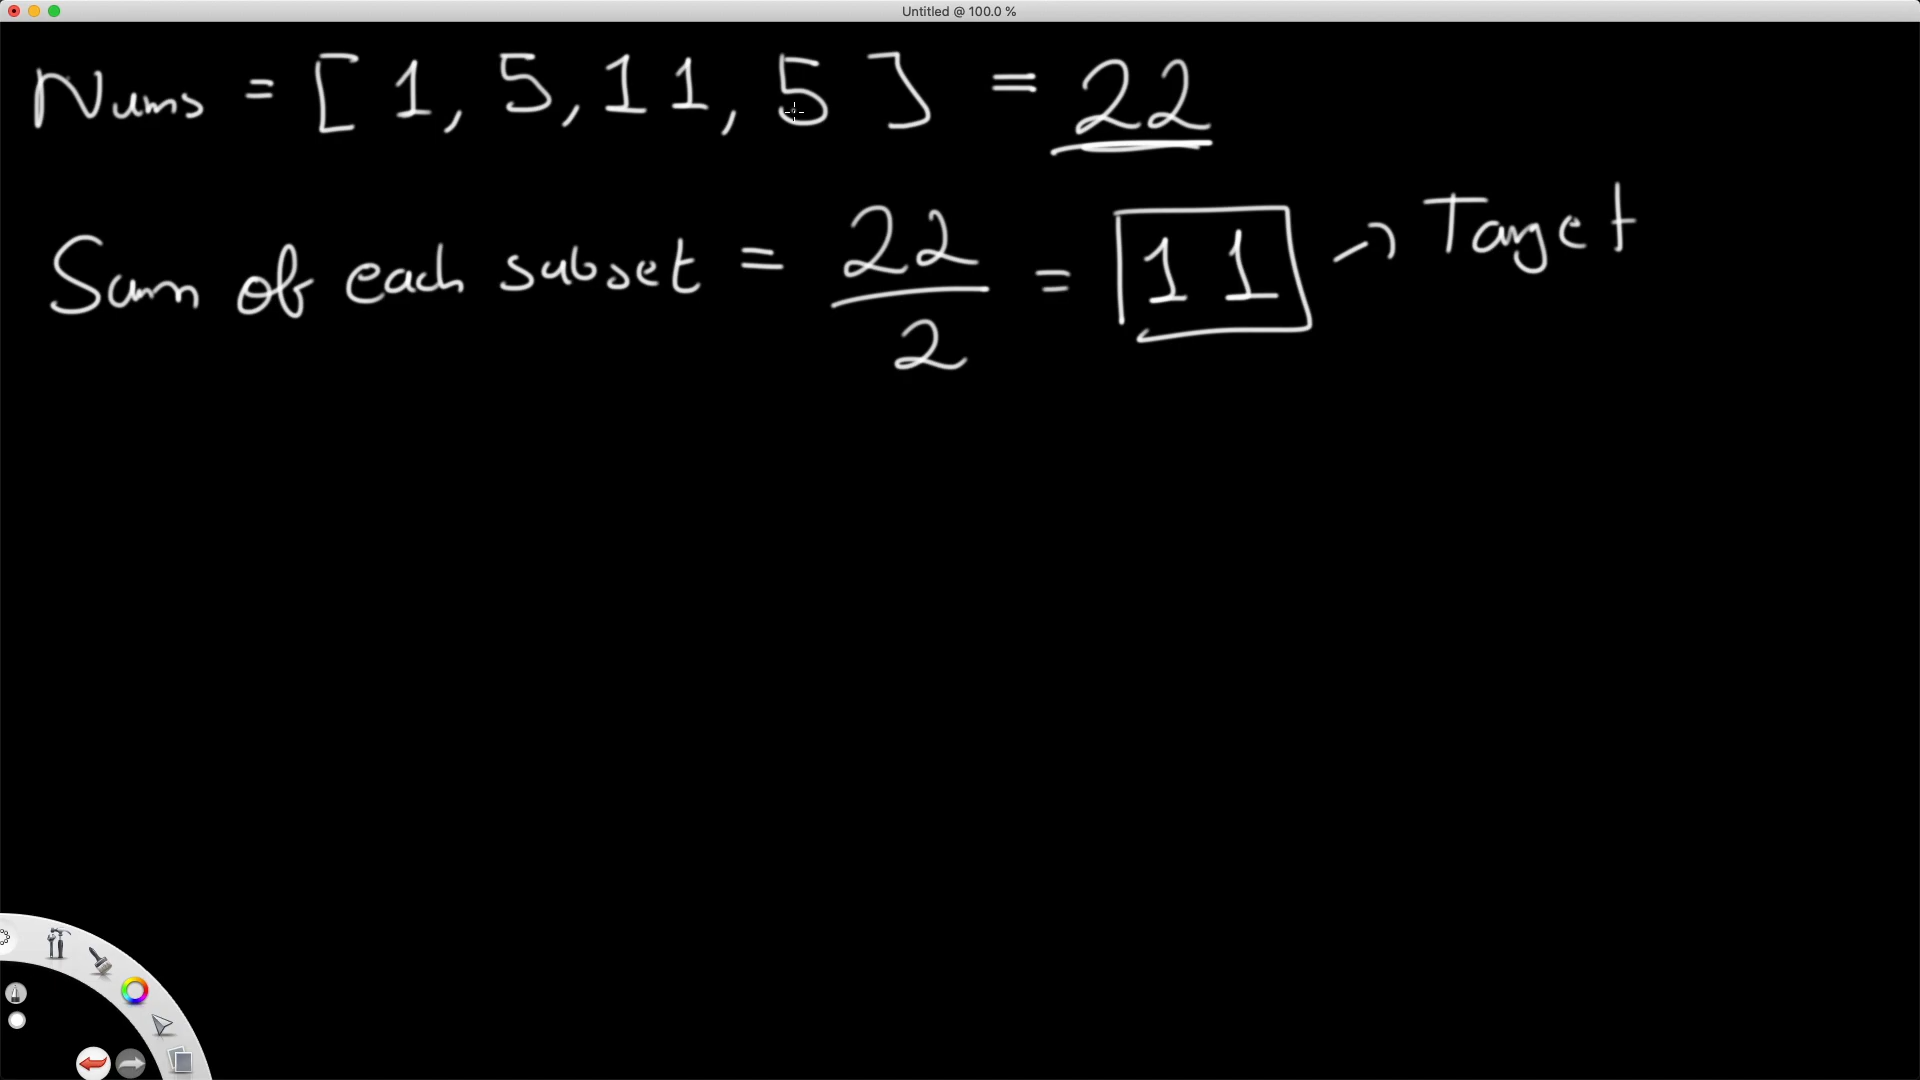 Untitled @ 100.0 %
Nums = [ 1, 5, 11, 5 ] = 22
Sum of each subset = 22/2 = 11 → Target